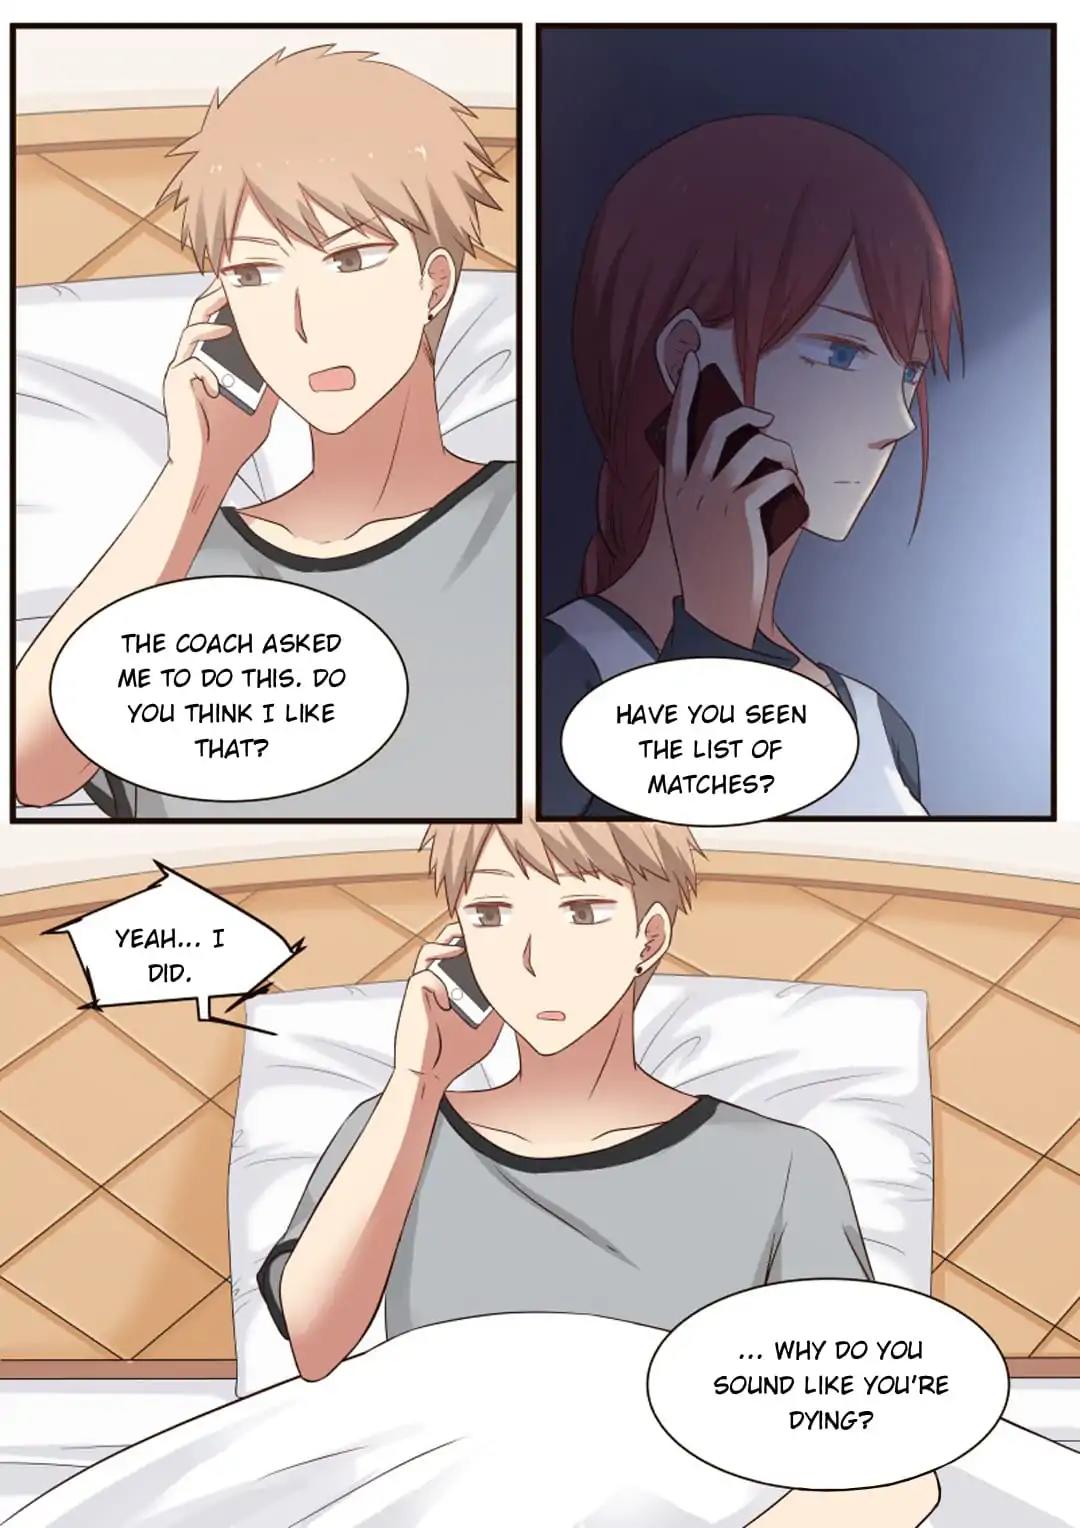 THE COACH ASKED
ME TO DO THIS. DO
YOU THINK I LIKE
THAT?
HAVE YOU SEEN
THE LIST OF
MATCHES?
YEAH... I
DID.
... WHY DO YOU
SOUND LIKE YOU'RE
DYING?